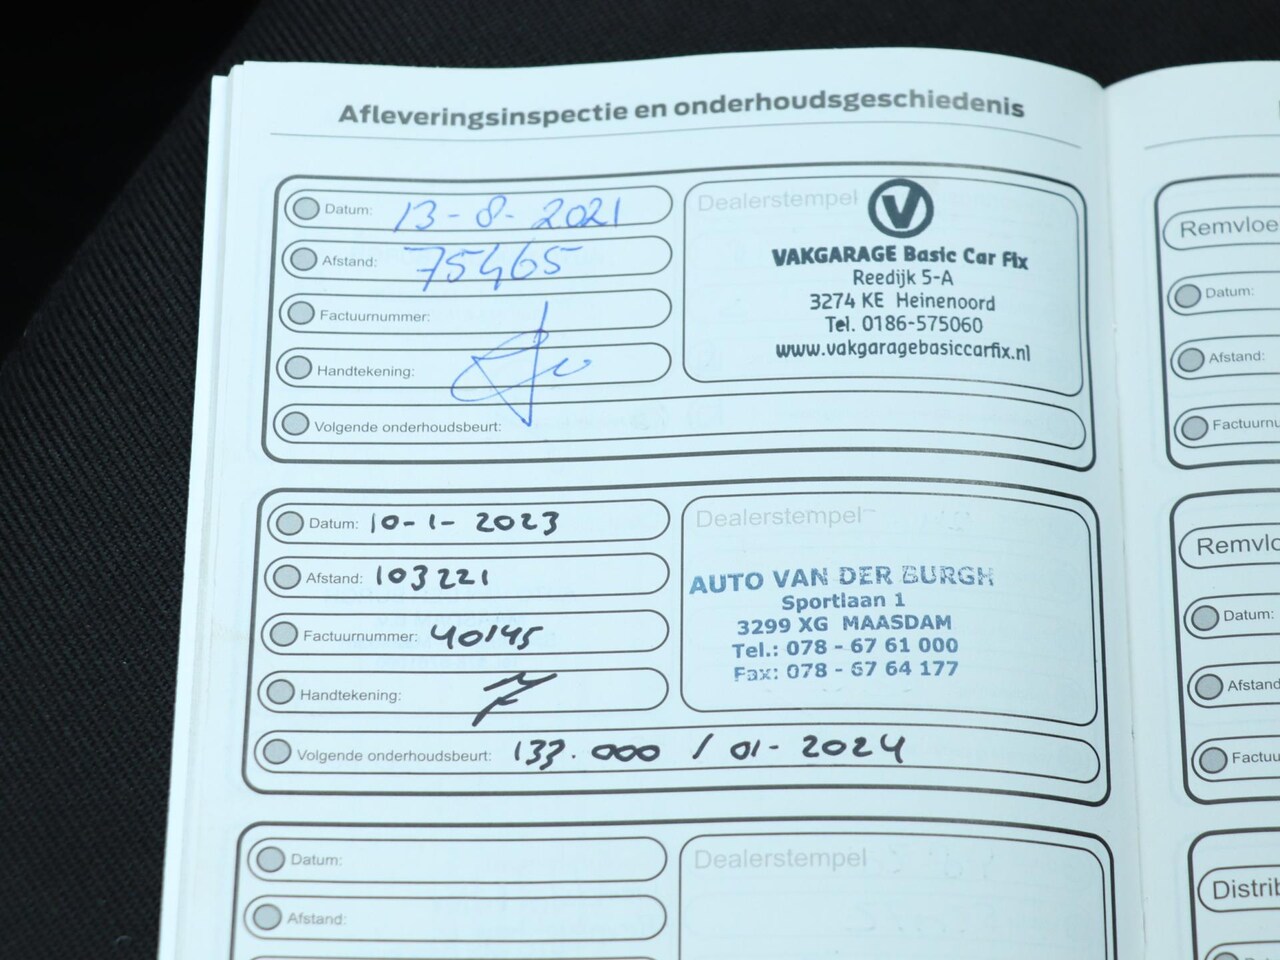 Afleveringsinspectie en onderhoudsgeschiedenis
Datum: 13-8-2021
Afstand: 75465
Factuurnummer:
Handtekening:
Volgende onderhoudsbeurt:
Dealerstempel
V
VAKGARAGE Basic Car Fix
Reedijk 5-A
3274 KE Heinenoord
Tel. 0186-575060
www.vakgaragebasiccarfix.nl
Datum: 10-1-2023
Afstand: 103221
Factuurnummer: 40145
Handtekening:
Volgende onderhoudsbeurt: 133.000 / 01-2024
Dealerstempel
AUTO VAN DER BURGH
Sportlaan 1
3299 XG MAASDAM
Tel.: 078 - 67 61 000
Fax: 078 - 67 64 177
Datum:
Afstand:
Dealerstempel
Remvloe
Datum:
Afstand:
Factuurnu
Remvlo
Datum:
Afstand
Factuu
Distrib